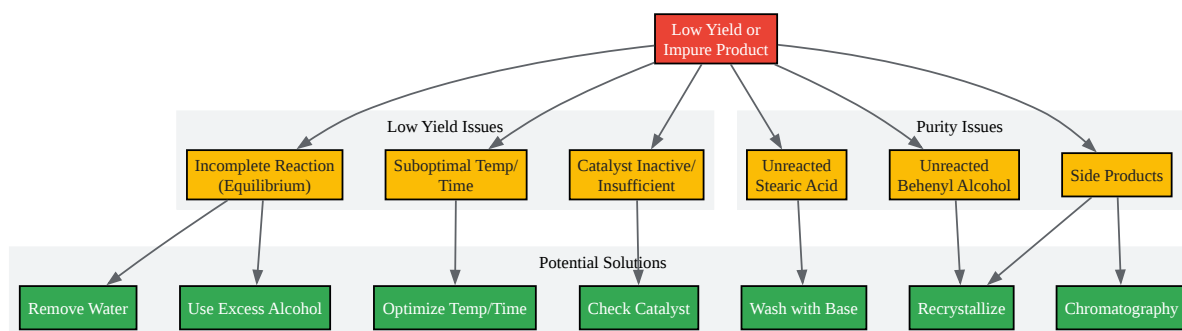 Low Yield or
Impure Product
Low Yield Issues
Purity Issues
Incomplete Reaction
(Equilibrium)
Suboptimal Temp/
Time
Catalyst Inactive/
Insufficient
Unreacted
Stearic Acid
Unreacted
Behenyl Alcohol
Side Products
Potential Solutions
Remove Water
Use Excess Alcohol
Optimize Temp/Time
Check Catalyst
Wash with Base
Recrystallize
Chromatography